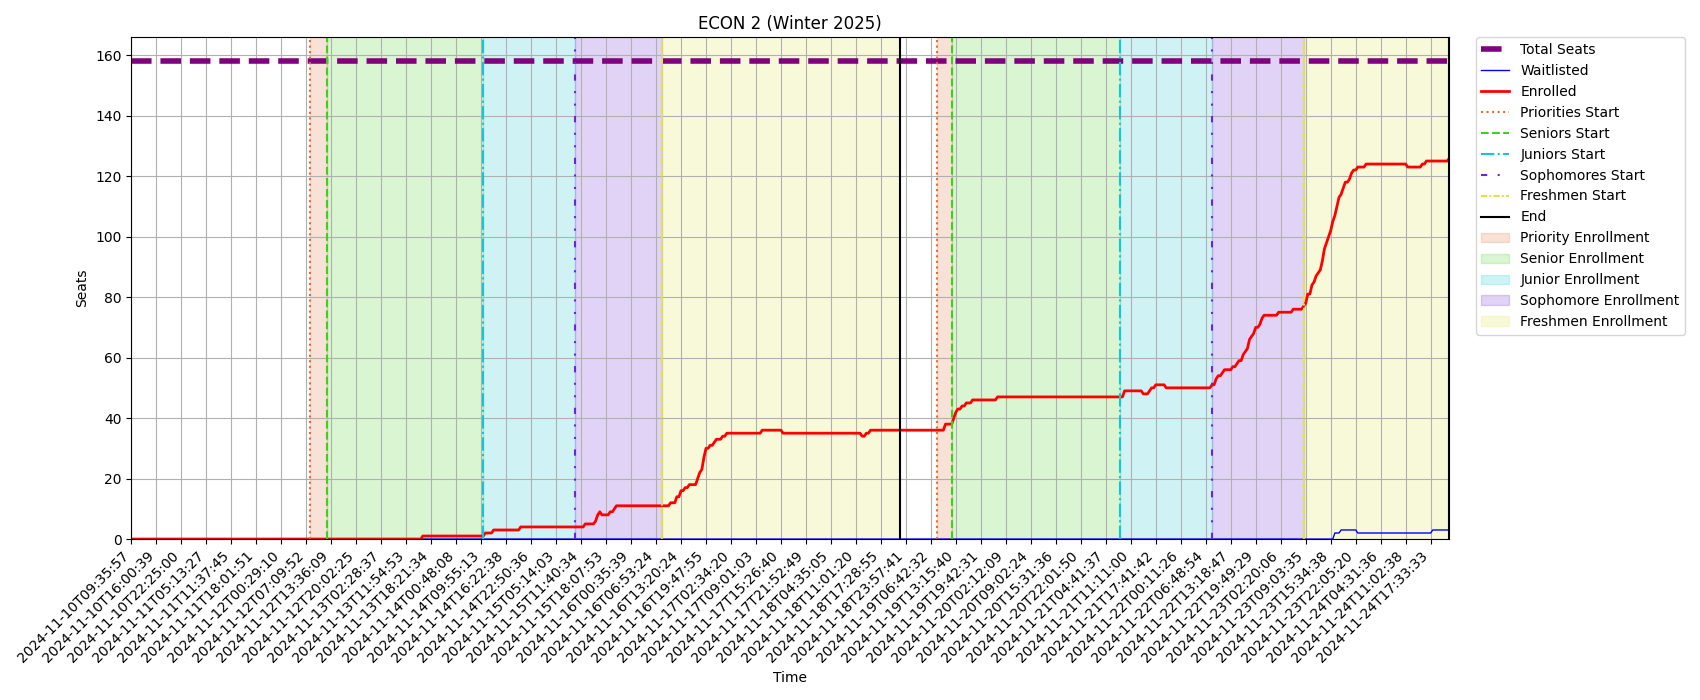 ECON 2 (Winter 2025)
160
140
120
100
80
60
40
20
0
Seats
2024-11-10T09:35:57
2024-11-10T16:00:39
2024-11-10T22:25:00
2024-11-11T05:13:27
2024-11-11T11:37:45
2024-11-11T18:01:51
2024-11-12T00:29:10
2024-11-12T07:09:52
2024-11-12T13:36:09
2024-11-12T20:02:25
2024-11-13T02:28:37
2024-11-13T11:54:53
2024-11-13T18:21:34
2024-11-14T00:48:08
2024-11-14T09:55:13
2024-11-14T16:22:38
2024-11-14T22:50:36
2024-11-15T05:14:03
2024-11-15T11:40:34
2024-11-15T18:07:53
2024-11-16T00:35:39
2024-11-16T06:53:24
2024-11-16T13:20:24
2024-11-16T19:47:55
2024-11-17T02:34:20
2024-11-17T09:01:03
2024-11-17T15:26:40
2024-11-17T21:52:49
2024-11-18T04:35:05
2024-11-18T11:01:20
2024-11-18T17:28:55
2024-11-18T23:57:41
2024-11-19T06:42:32
2024-11-19T13:15:40
2024-11-19T19:42:31
2024-11-20T02:12:09
2024-11-20T09:02:24
2024-11-20T15:31:36
2024-11-20T22:01:50
2024-11-21T04:41:37
2024-11-21T11:11:00
2024-11-21T17:41:42
2024-11-22T00:11:26
2024-11-22T06:48:54
2024-11-22T13:18:47
2024-11-22T19:49:29
2024-11-23T02:20:06
2024-11-23T09:03:35
2024-11-23T15:34:38
2024-11-23T22:05:20
2024-11-24T04:31:36
2024-11-24T11:02:38
2024-11-24T17:33:33
Time
Total Seats
Waitlisted
Enrolled
Priorities Start
Seniors Start
Juniors Start
Sophomores Start
Freshmen Start
End
Priority Enrollment
Senior Enrollment
Junior Enrollment
Sophomore Enrollment
Freshmen Enrollment